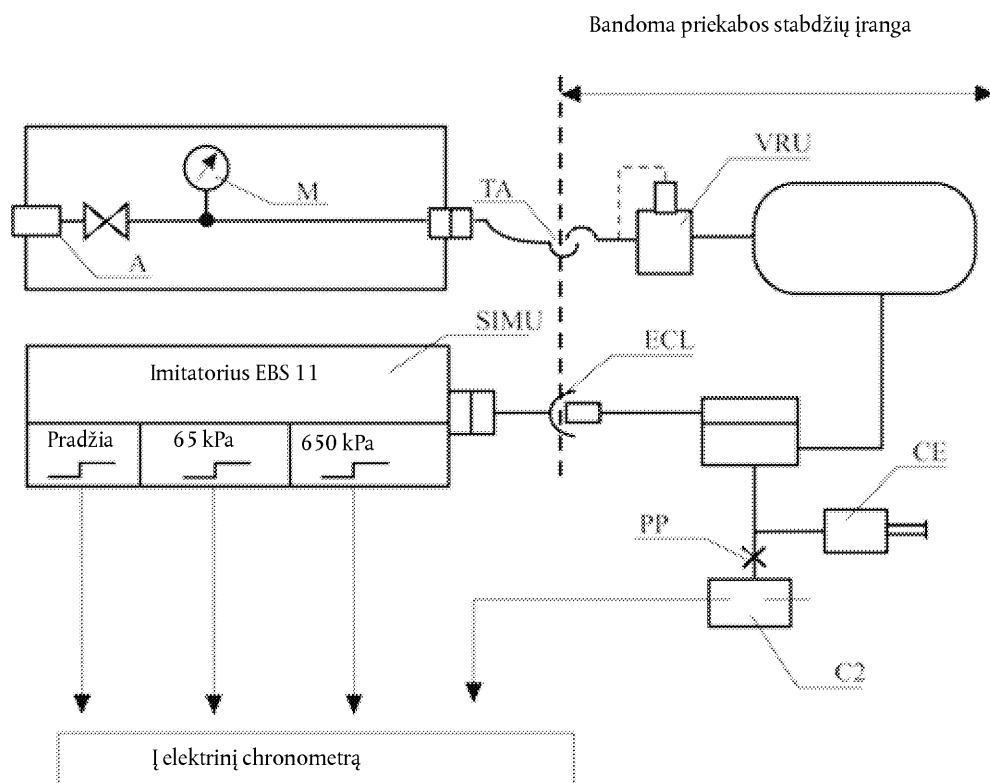 Bandoma priekabos stabdžių įranga
VRU
TA
M
A
SIMU
ECL
Imitatorius EBS 11
Pradžia
65 kPa
650 kPa
CE
PP
C2
Į elektrinį chronometrą